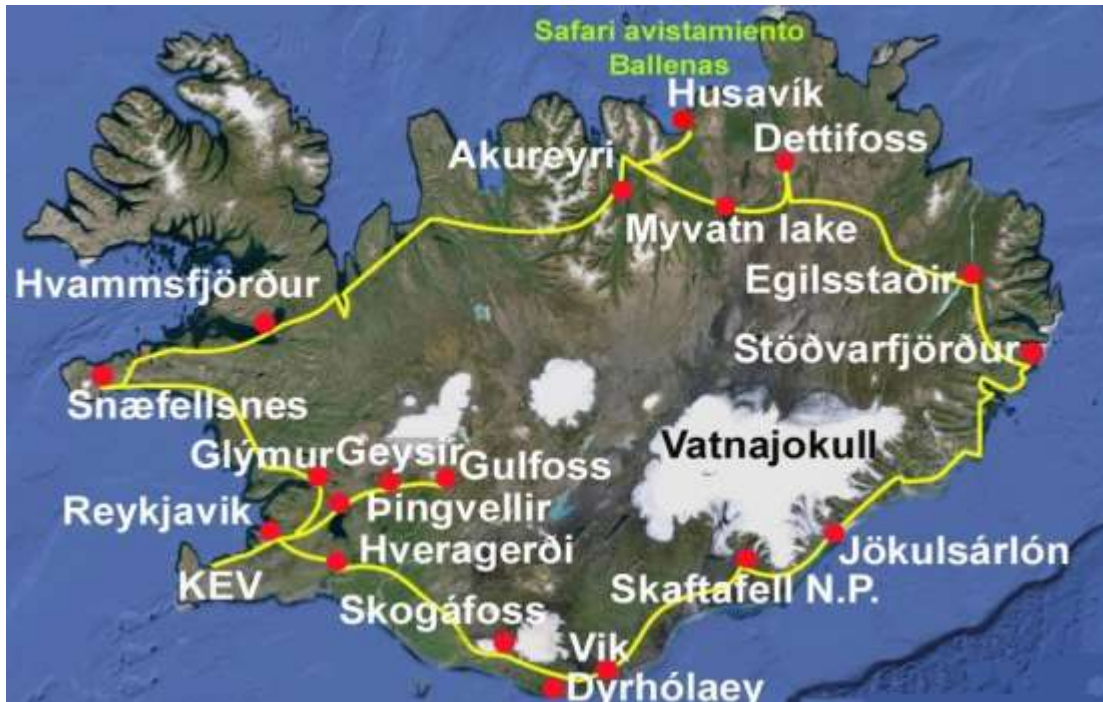 Safari avistamiento
Ballenas
Husavík
Dettifoss
Akureyri
Myvatn lake
Egilsstaðir
Hvammsfjörður
Stöðvarfjörður
Snæfellsnes
Vatnajokull
Glýmur
Geysir
Gulfoss
Reykjavik
Þingvellir
Hveragerði
Jökulsárlón
KEV
Skaftafell N.P.
Skogáfoss
Vik
Dyrhólaey